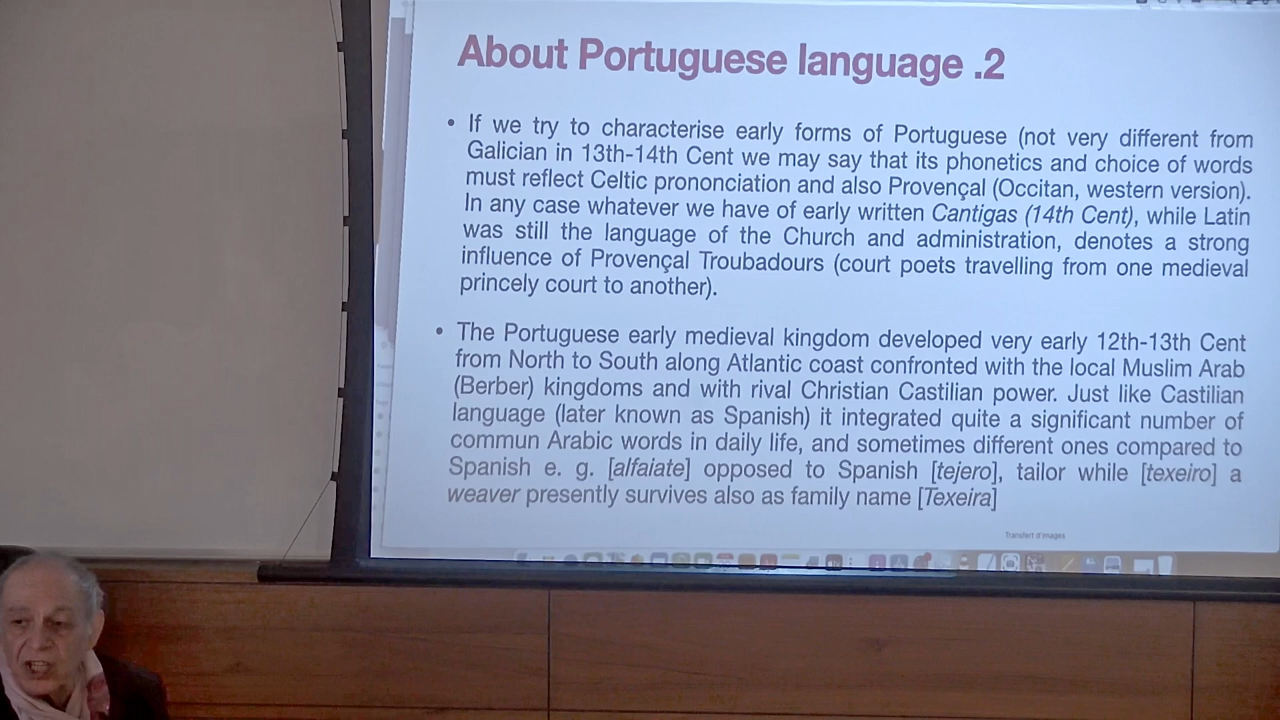 About Portuguese language .2
• If we try to characterise early forms of Portuguese (not very different from
Galician in 13th-14th Cent we may say that its phonetics and choice of words
must reflect Celtic prononciation and also Provençal (Occitan, western version).
In any case whatever we have of early written Cantigas (14th Cent), while Latin
was still the language of the Church and administration, denotes a strong
influence of Provençal Troubadours (court poets travelling from one medieval
princely court to another).
• The Portuguese early medieval kingdom developed very early 12th-13th Cent
from North to South along Atlantic coast confronted with the local Muslim Arab
(Berber) kingdoms and with rival Christian Castilian power. Just like Castilian
language (later known as Spanish) it integrated quite a significant number of
commun Arabic words in daily life, and sometimes different ones compared to
Spanish e. g. [alfaiate] opposed to Spanish [tejero], tailor while [texeiro] a
weaver presently survives also as family name [Texeira]
Transfert d'images